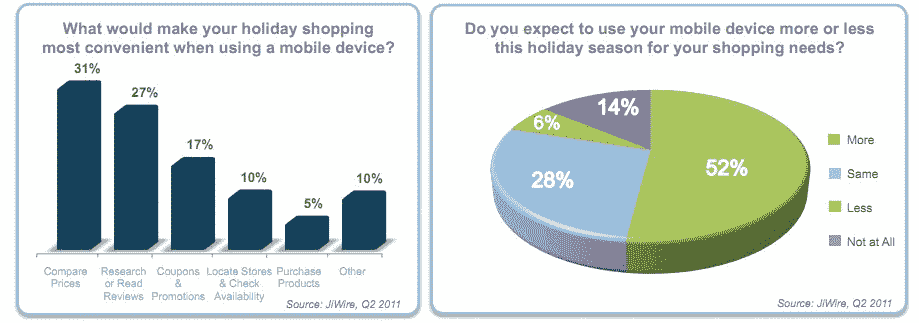 What would make your holiday shopping
most convenient when using a mobile device?
31%
27%
17%
10%
5%
10%
Compare
Prices
Research
or Read
Reviews
Coupons
&
Promotions
Locate Stores
& Check
Availability
Purchase
Products
Other
Source: JiWire, Q2 2011
Do you expect to use your mobile device more or less
this holiday season for your shopping needs?
14%
6%
28%
52%
More
Same
Less
Not at All
Source: JiWire, Q2 2011